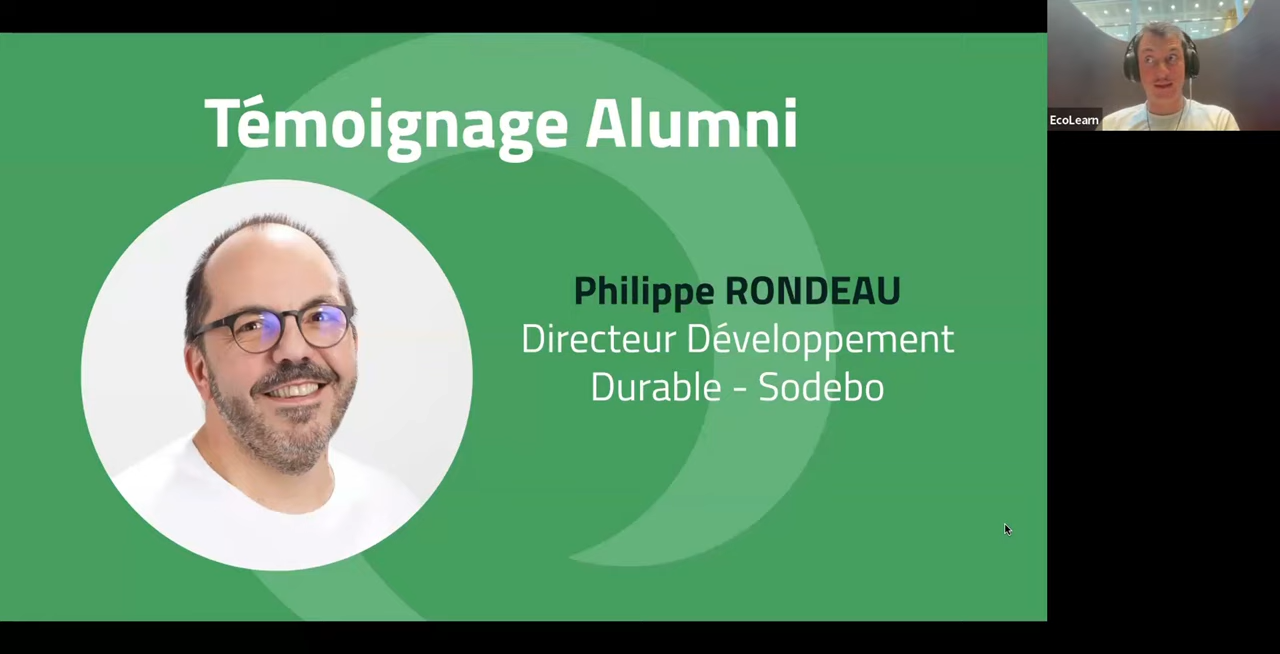 Témoignage Alumni
Philippe RONDEAU
Directeur Développement
Durable - Sodebo
EcoLearn